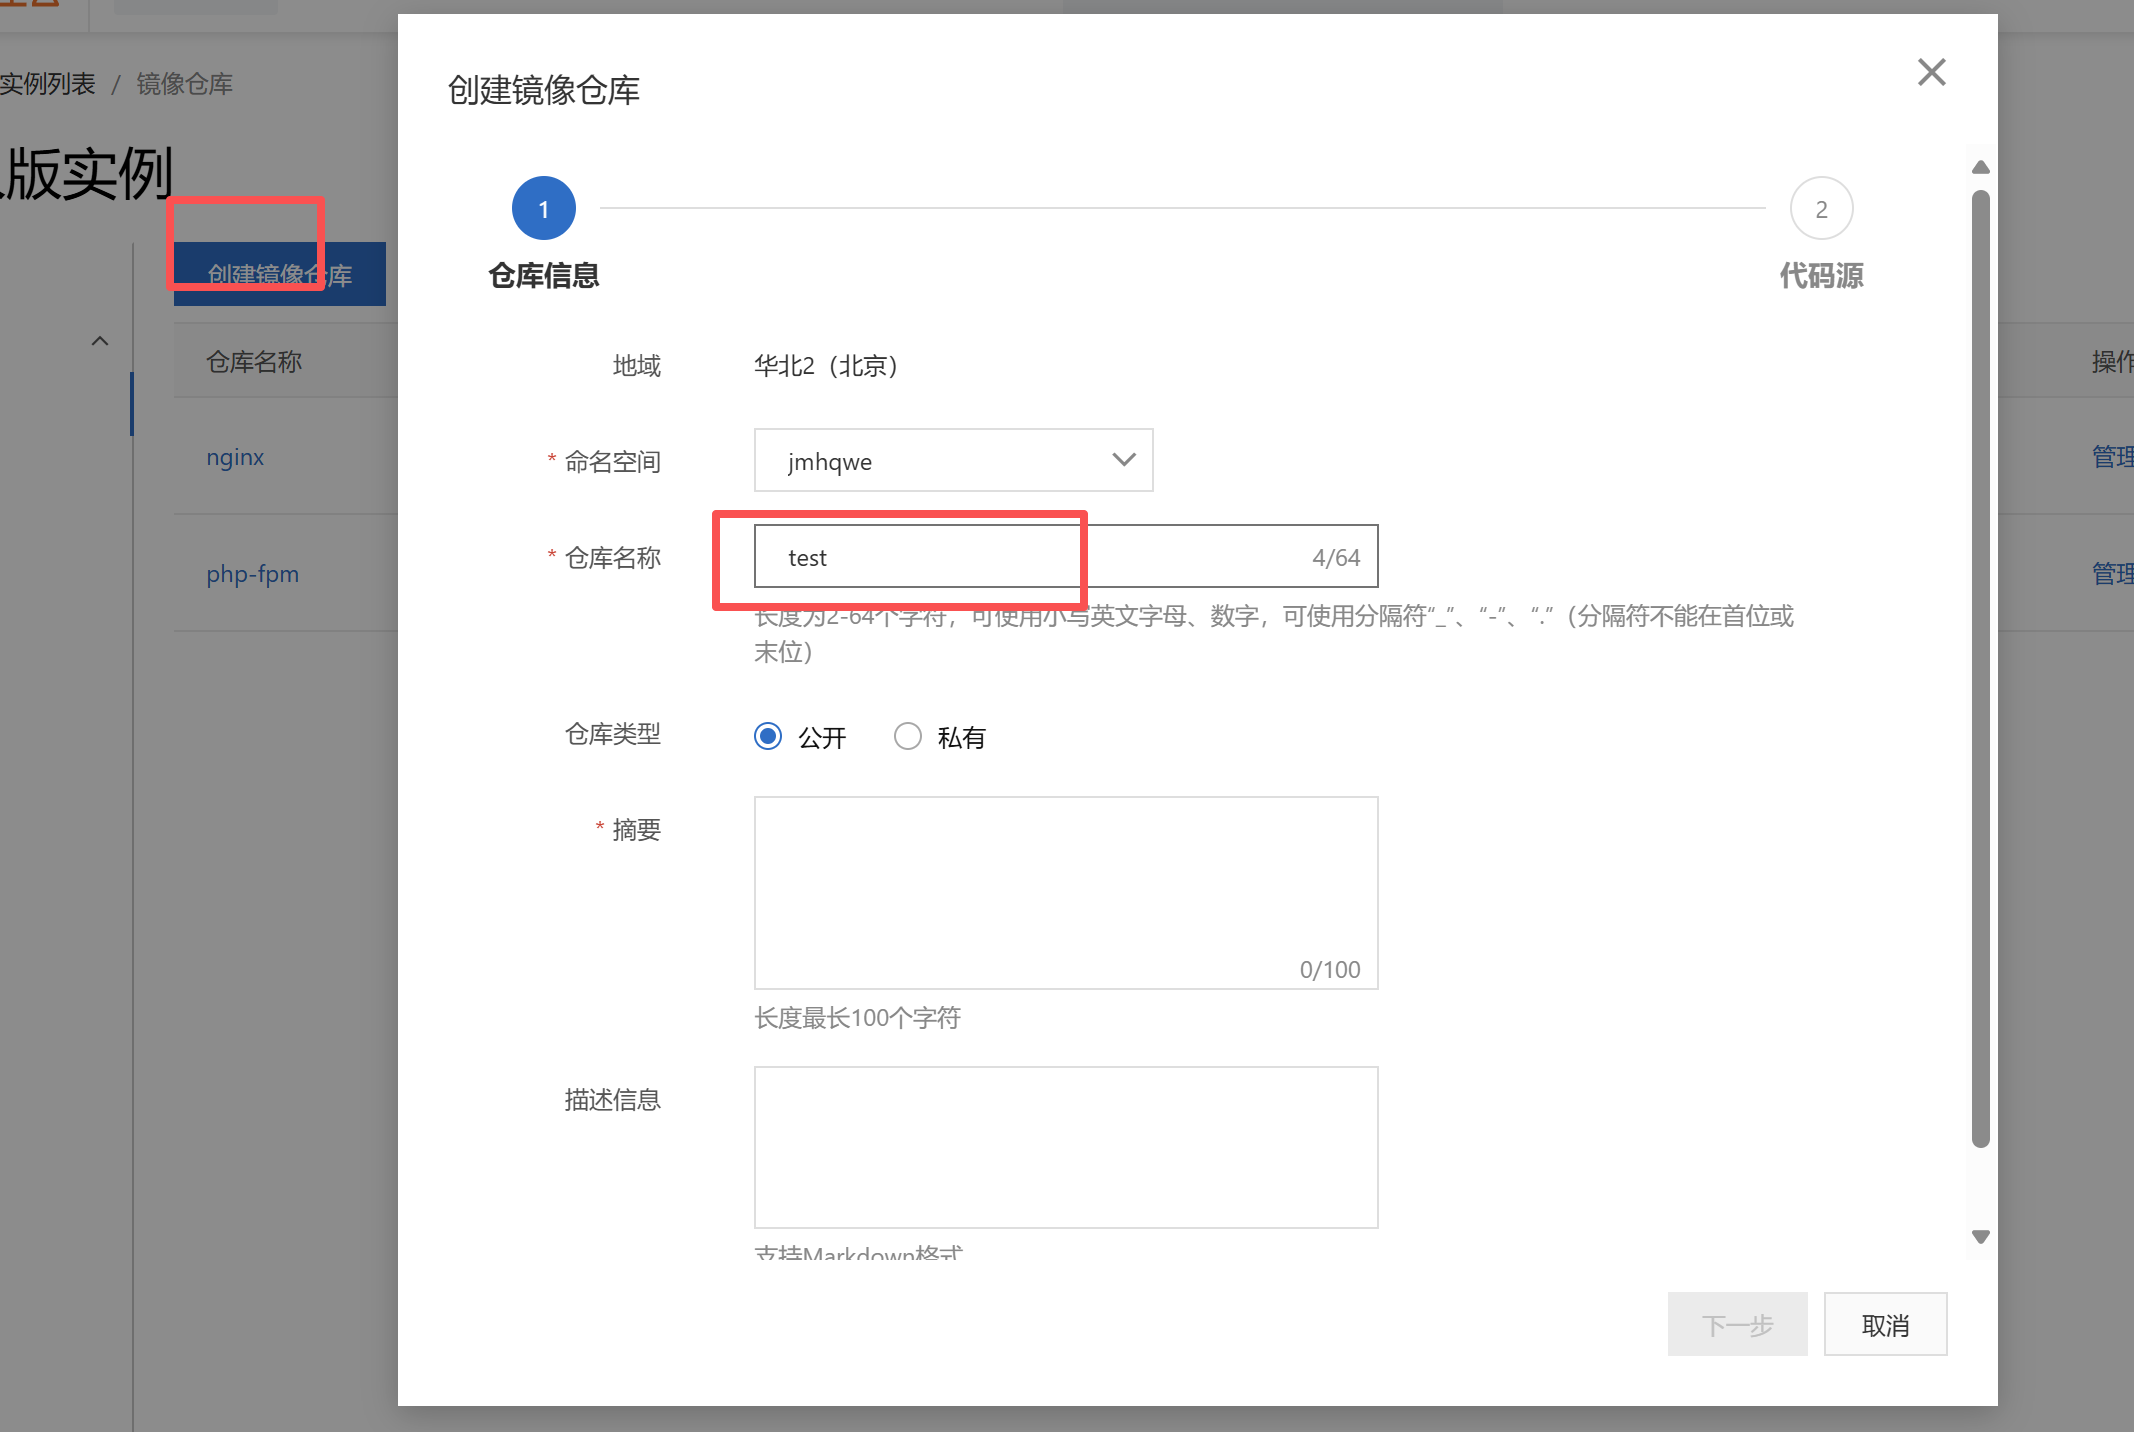 实例列表 / 镜像仓库
版实例
创建镜像仓库
仓库名称
操作
nginx
管理
php-fpm
管理
创建镜像仓库
1
2
仓库信息
代码源
地域
华北2（北京）
* 命名空间
jmhqwe
* 仓库名称
test
4/64
长度为2-64个字符，可使用小写英文字母、数字，可使用分隔符“_”、“-”、“.”（分隔符不能在首位或
末位）
仓库类型
公开
私有
* 摘要
0/100
长度最长100个字符
描述信息
支持Markdown格式
下一步
取消